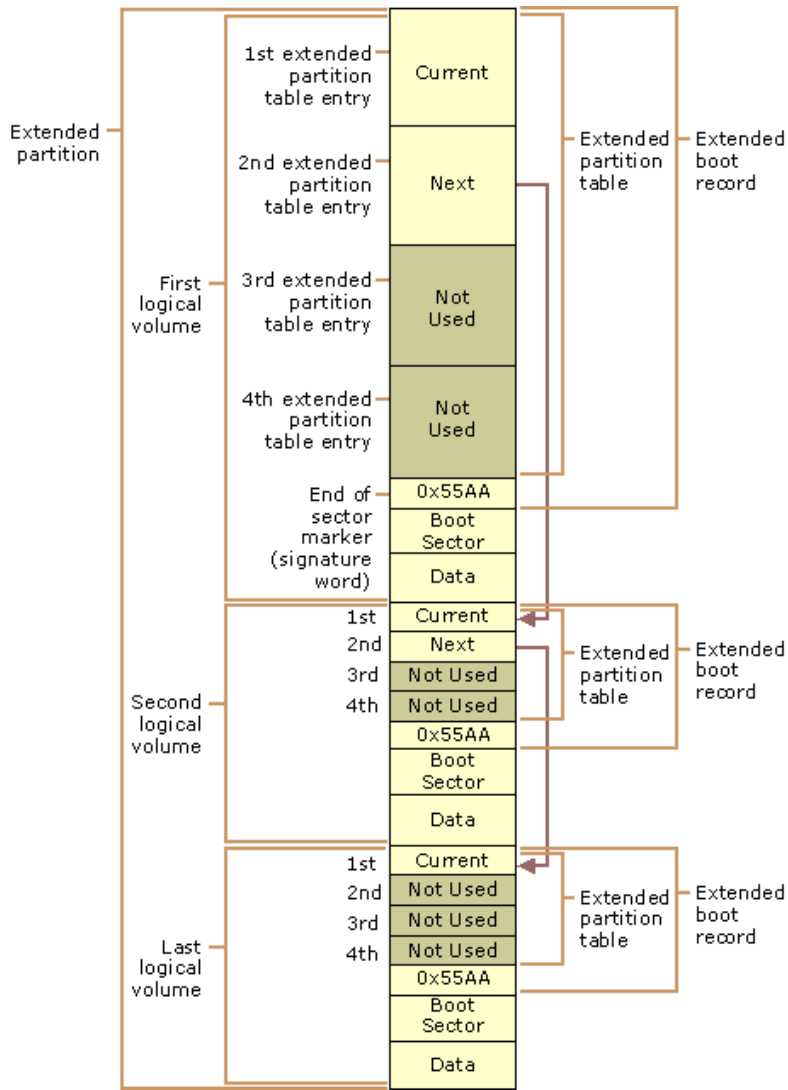 Extended
partition
First
logical
volume
1st extended
partition
table entry
Current
2nd extended
partition
table entry
Next
3rd extended
partition
table entry
Not
Used
4th extended
partition
table entry
Not
Used
End of
sector
marker
(signature
word)
0x55AA
Boot
Sector
Data
Extended
partition
table
Extended
boot
record
Second
logical
volume
1st
Current
2nd
Next
3rd
Not Used
4th
Not Used
0x55AA
Boot
Sector
Data
Extended
partition
table
Extended
boot
record
Last
logical
volume
1st
Current
2nd
Not Used
3rd
Not Used
4th
Not Used
0x55AA
Boot
Sector
Data
Extended
partition
table
Extended
boot
record